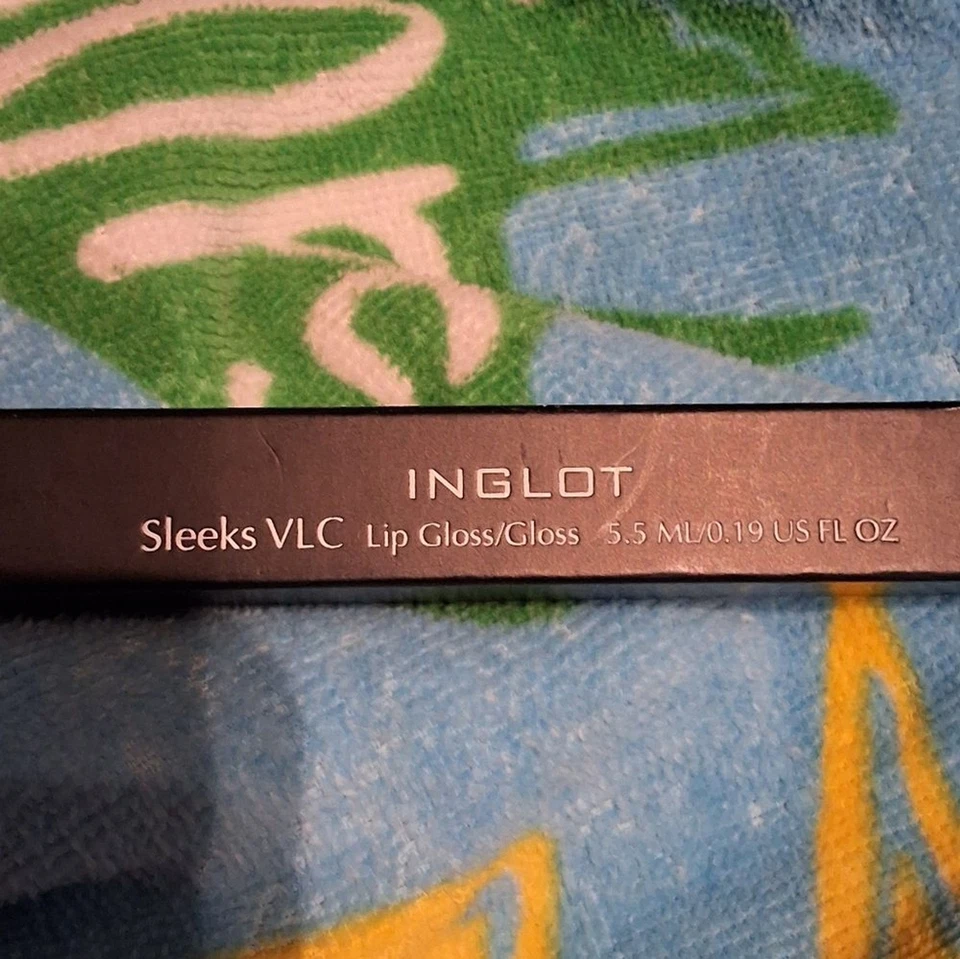 INGLOT
Sleeks VLC Lip Gloss/Gloss 5.5 ML/0.19 US FL OZ